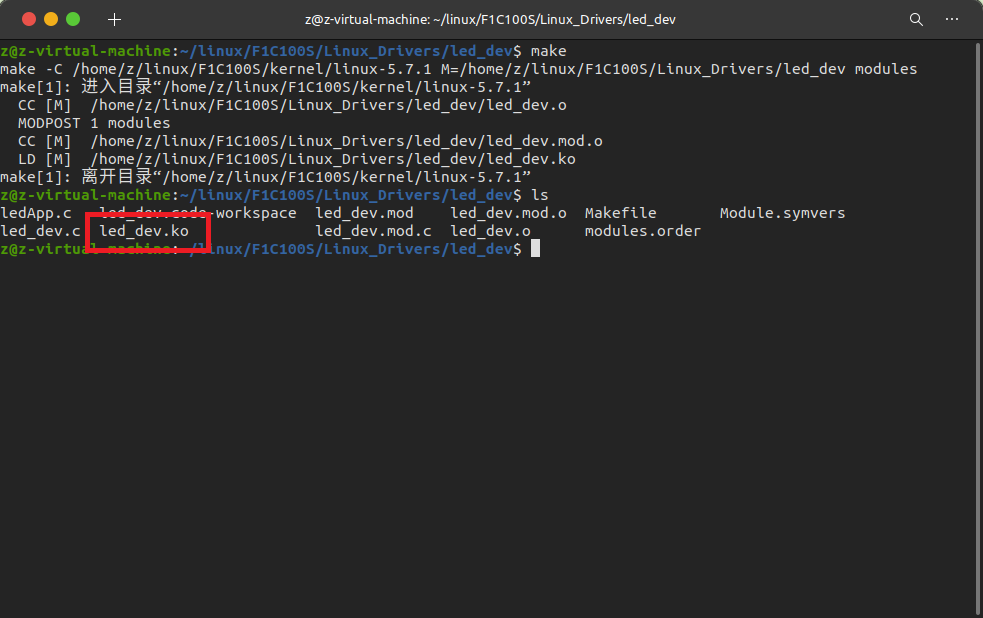 z@z-virtual-machine: ~/linux/F1C100S/Linux_Drivers/led_dev
z@z-virtual-machine:~/linux/F1C100S/Linux_Drivers/led_dev$ make
make -C /home/z/linux/F1C100S/kernel/linux-5.7.1 M=/home/z/linux/F1C100S/Linux_Drivers/led_dev modules
make[1]: 进入目录“/home/z/linux/F1C100S/kernel/linux-5.7.1”
  CC [M]  /home/z/linux/F1C100S/Linux_Drivers/led_dev/led_dev.o
  MODPOST 1 modules
  CC [M]  /home/z/linux/F1C100S/Linux_Drivers/led_dev/led_dev.mod.o
  LD [M]  /home/z/linux/F1C100S/Linux_Drivers/led_dev/led_dev.ko
make[1]: 离开目录“/home/z/linux/F1C100S/kernel/linux-5.7.1”
z@z-virtual-machine:~/linux/F1C100S/Linux_Drivers/led_dev$ ls
ledApp.c   led_dev.code-workspace  led_dev.mod    led_dev.mod.o  Makefile       Module.symvers
led_dev.c  led_dev.ko              led_dev.mod.c  led_dev.o      modules.order
z@z-virtual-machine:~/linux/F1C100S/Linux_Drivers/led_dev$